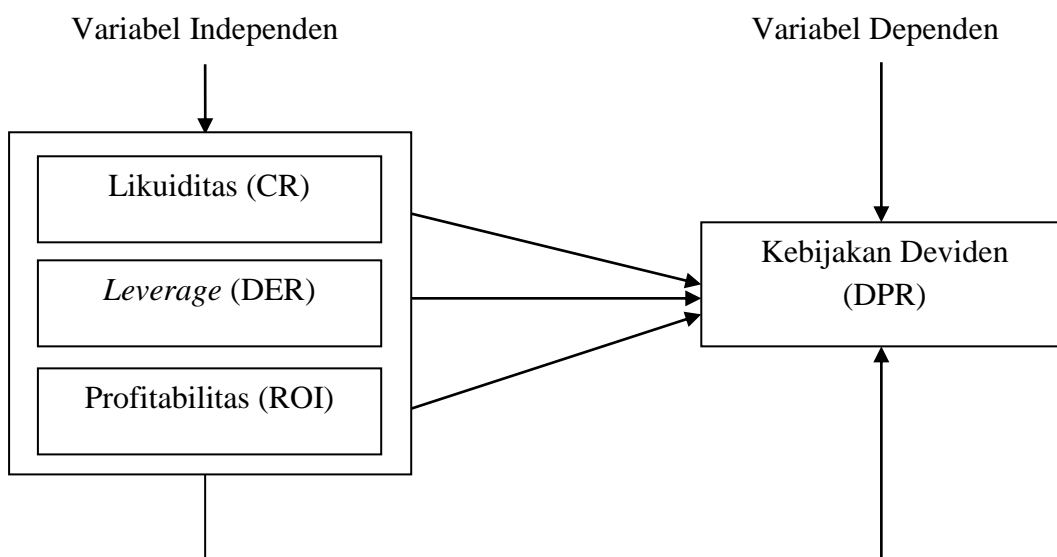 Variabel Independen
Variabel Dependen
Likuiditas (CR)
Leverage (DER)
Profitabilitas (ROI)
Kebijakan Deviden
(DPR)